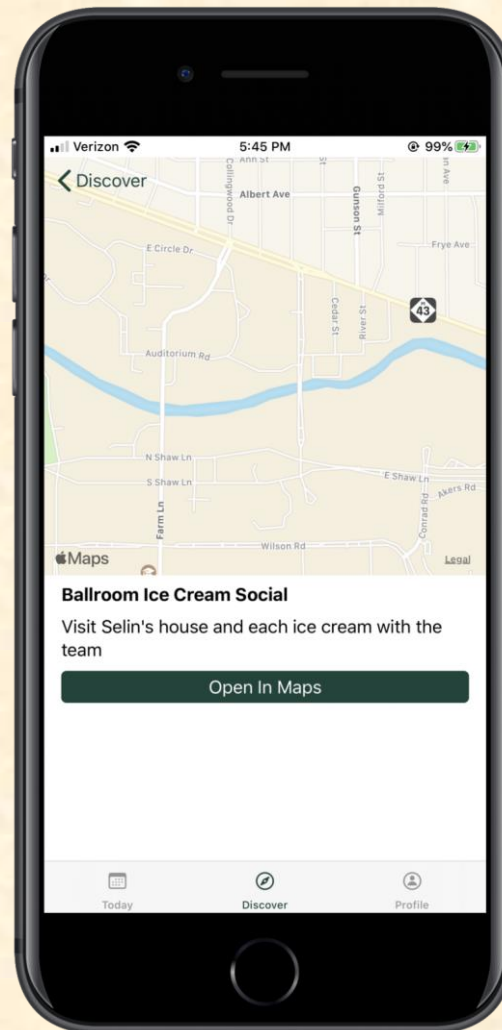 Verizon 5:45 PM 99%
Discover
Ann St
Collingwood Dr
Albert Ave
Gunson St
Milford St
E Circle Dr
Frye Ave
43
Cedar St
River St
Auditorium Rd
N Shaw Ln
S Shaw Ln
E Shaw Ln
Akers Rd
Conrad Rd
Farm Ln
Wilson Rd
Maps
Legal
Ballroom Ice Cream Social
Visit Selin's house and each ice cream with the
team
Open In Maps
Today Discover Profile